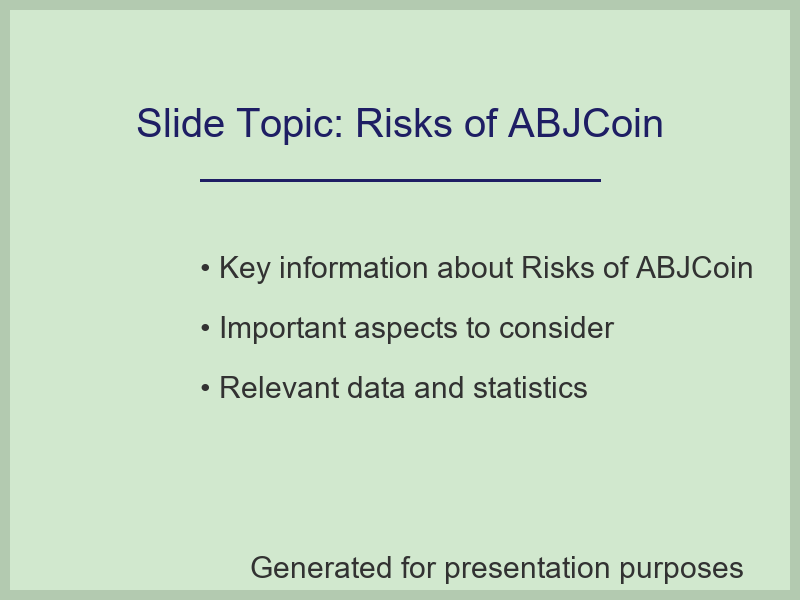 Slide Topic: Risks of ABJCoin
• Key information about Risks of ABJCoin
• Important aspects to consider
• Relevant data and statistics
Generated for presentation purposes